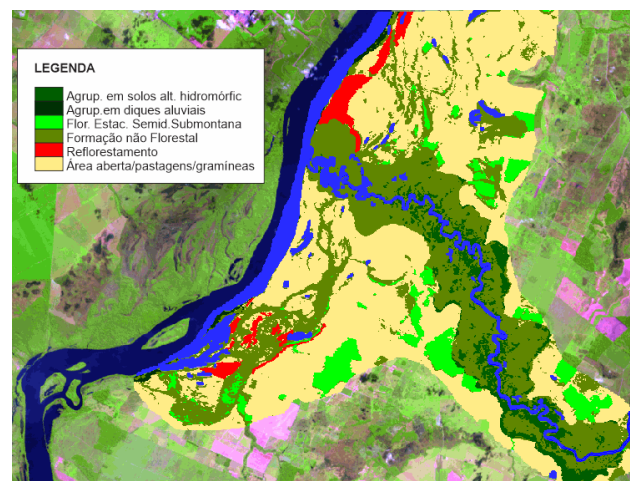 LEGENDA
Agrup. em solos alt. hidromórfic
Agrup.em diques aluviais
Flor. Estac. Semid.Submontana
Formação não Florestal
Reflorestamento
Área aberta/pastagens/gramíneas